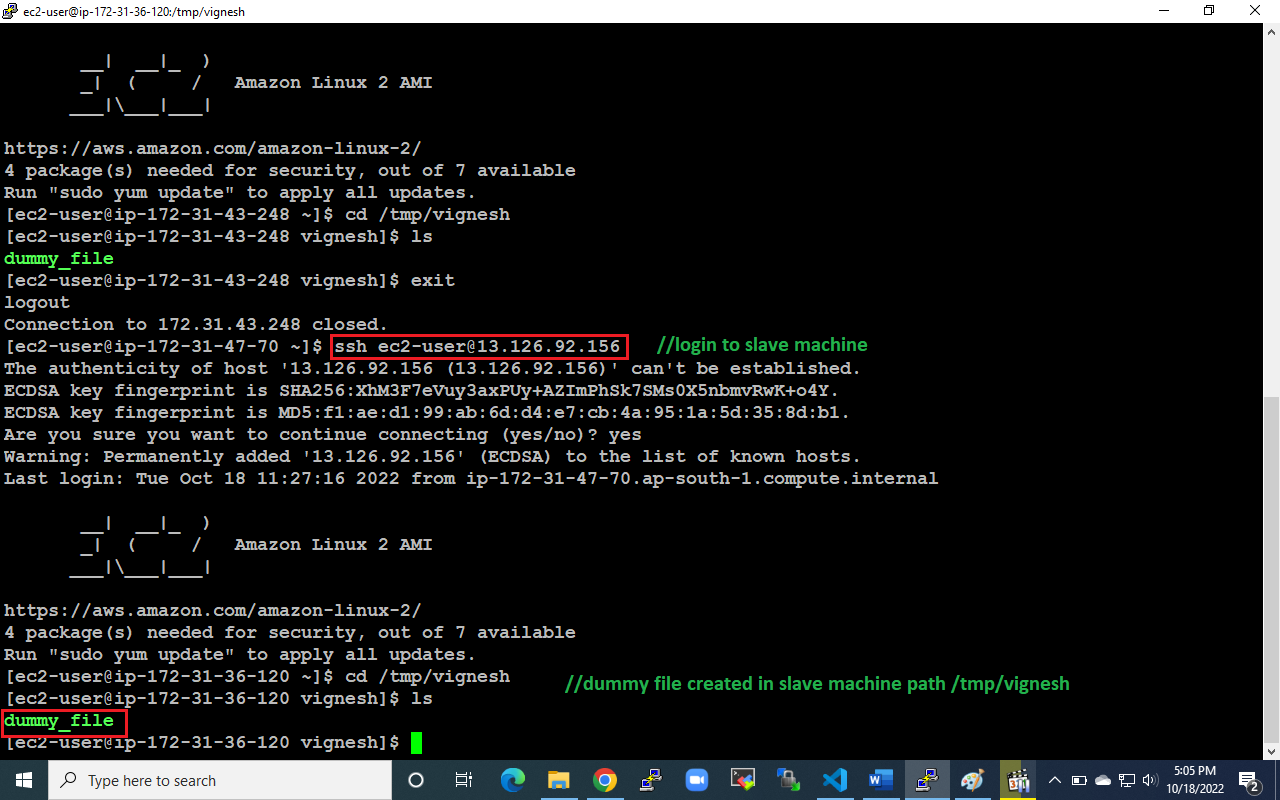 ec2-user@ip-172-31-36-120:/tmp/vignesh
__|  __|_  )
_|  (     /   Amazon Linux 2 AMI
___|\___|___|
https://aws.amazon.com/amazon-linux-2/
4 package(s) needed for security, out of 7 available
Run "sudo yum update" to apply all updates.
[ec2-user@ip-172-31-43-248 ~]$ cd /tmp/vignesh
[ec2-user@ip-172-31-43-248 vignesh]$ ls
dummy_file
[ec2-user@ip-172-31-43-248 vignesh]$ exit
logout
Connection to 172.31.43.248 closed.
[ec2-user@ip-172-31-47-70 ~]$ ssh ec2-user@13.126.92.156 //login to slave machine
The authenticity of host '13.126.92.156 (13.126.92.156)' can't be established.
ECDSA key fingerprint is SHA256:XhM3F7eVuy3axPUy+AZImPhSk7SMs0X5nbmvRwK+o4Y.
ECDSA key fingerprint is MD5:f1:ae:d1:99:ab:6d:d4:e7:cb:4a:95:1a:5d:35:8d:b1.
Are you sure you want to continue connecting (yes/no)? yes
Warning: Permanently added '13.126.92.156' (ECDSA) to the list of known hosts.
Last login: Tue Oct 18 11:27:16 2022 from ip-172-31-47-70.ap-south-1.compute.internal
__|  __|_  )
_|  (     /   Amazon Linux 2 AMI
___|\___|___|
https://aws.amazon.com/amazon-linux-2/
4 package(s) needed for security, out of 7 available
Run "sudo yum update" to apply all updates.
[ec2-user@ip-172-31-36-120 ~]$ cd /tmp/vignesh
//dummy file created in slave machine path /tmp/vignesh
[ec2-user@ip-172-31-36-120 vignesh]$ ls
dummy_file
[ec2-user@ip-172-31-36-120 vignesh]$
Type here to search
5:05 PM
10/18/2022
2